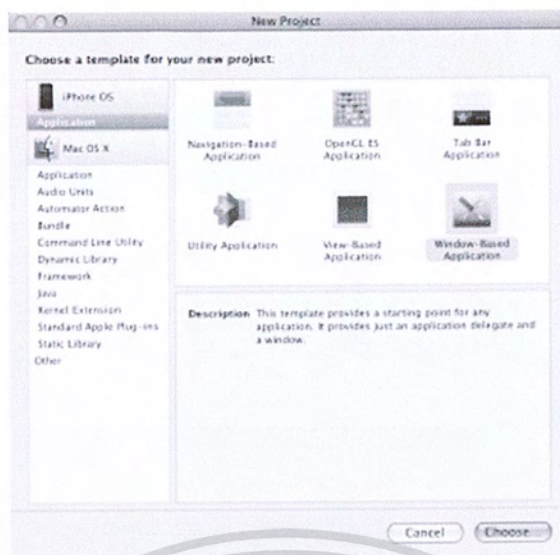 New Project
Choose a template for your new project:
iPhone OS
Application
Mac OS X
Application
Audio Units
Automator Action
Bundle
Command Line Utility
Dynamic Library
Framework
Java
Kernel Extension
Standard Apple Plug-ins
Static Library
Other
Navigation-Based
Application
OpenGL ES
Application
Tab Bar
Application
Utility Application
View-Based
Application
Window-Based
Application
Description This template provides a starting point for any
application. It provides just an application delegate and
a window.
Cancel
Choose...